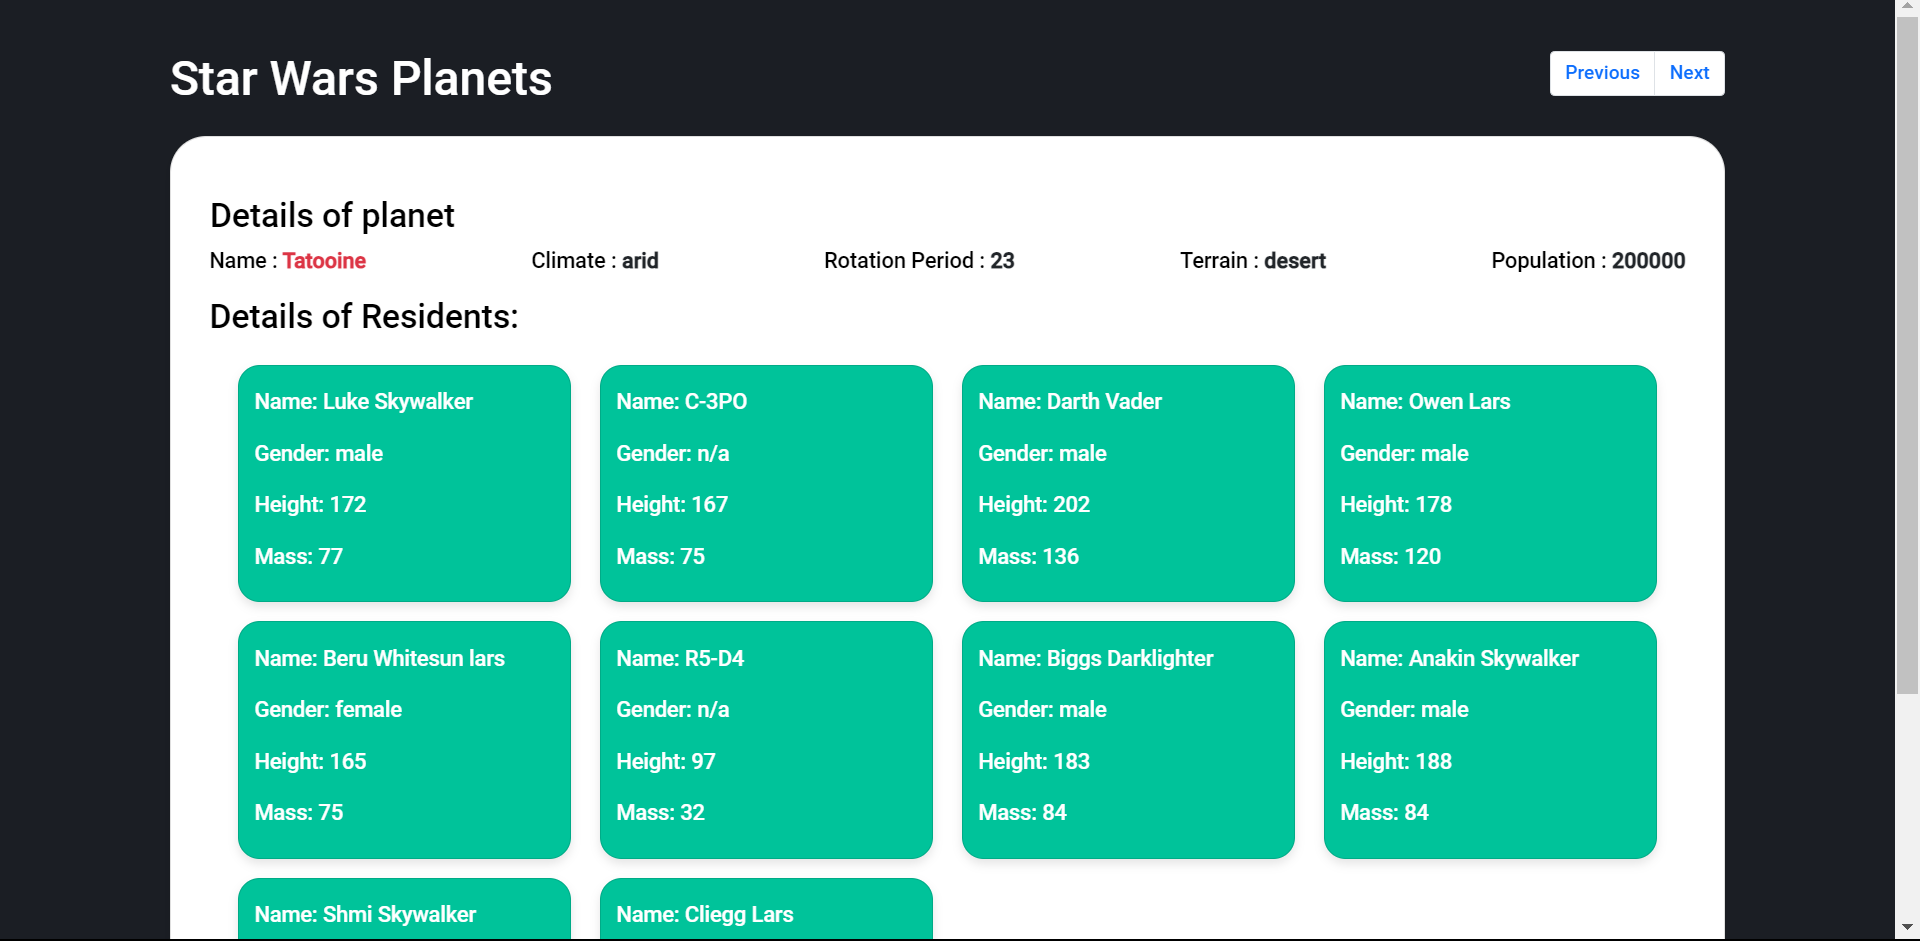 Star Wars Planets
Previous Next
Details of planet
Name : Tatooine Climate : arid Rotation Period : 23 Terrain : desert Population : 200000
Details of Residents:
Name: Luke Skywalker
Gender: male
Height: 172
Mass: 77
Name: C-3PO
Gender: n/a
Height: 167
Mass: 75
Name: Darth Vader
Gender: male
Height: 202
Mass: 136
Name: Owen Lars
Gender: male
Height: 178
Mass: 120
Name: Beru Whitesun lars
Gender: female
Height: 165
Mass: 75
Name: R5-D4
Gender: n/a
Height: 97
Mass: 32
Name: Biggs Darklighter
Gender: male
Height: 183
Mass: 84
Name: Anakin Skywalker
Gender: male
Height: 188
Mass: 84
Name: Shmi Skywalker
Name: Cliegg Lars